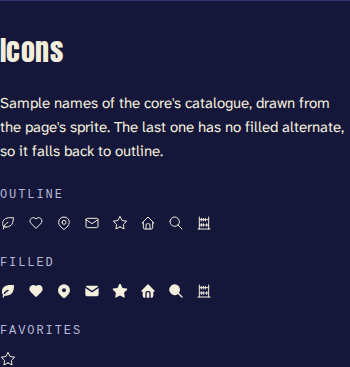 Icons
Sample names of the core's catalogue, drawn from
the page's sprite. The last one has no filled alternate,
so it falls back to outline.
OUTLINE
FILLED
FAVORITES